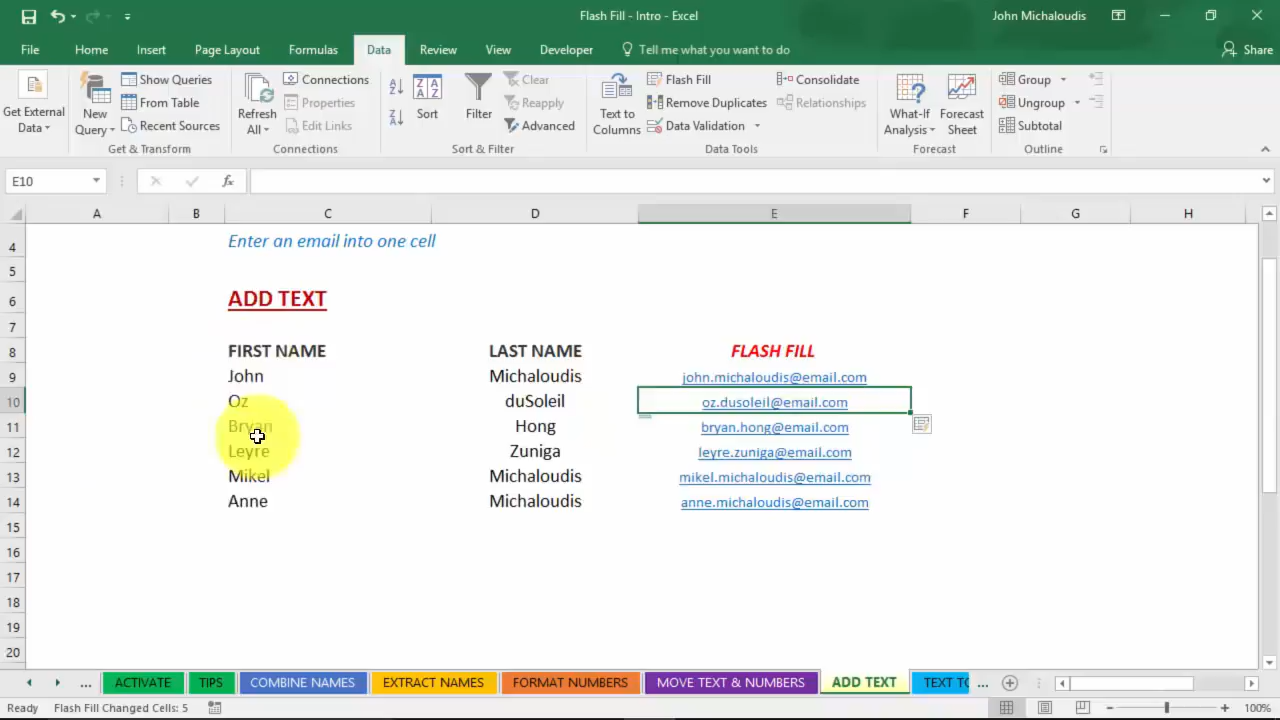 Flash Fill - Intro - Excel
John Michaloudis
File Home Insert Page Layout Formulas Data Review View Developer Tell me what you want to do Share
Get External Data
New Query
Show Queries
From Table
Recent Sources
Get & Transform
Refresh All
Connections
Properties
Edit Links
Connections
Sort
Filter
Clear
Reapply
Advanced
Sort & Filter
Text to Columns
Flash Fill
Remove Duplicates
Data Validation
Consolidate
Relationships
Data Tools
What-If Analysis
Forecast Sheet
Forecast
Group
Ungroup
Subtotal
Outline
E10 fx
A B C D E F G H
4 Enter an email into one cell
5
6 ADD TEXT
7
8 FIRST NAME LAST NAME FLASH FILL
9 John Michaloudis john.michaloudis@email.com
10 Oz duSoleil oz.dusoleil@email.com
11 Bryan Hong bryan.hong@email.com
12 Leyre Zuniga leyre.zuniga@email.com
13 Mikel Michaloudis mikel.michaloudis@email.com
14 Anne Michaloudis anne.michaloudis@email.com
15
16
17
18
19
20
... ACTIVATE TIPS COMBINE NAMES EXTRACT NAMES FORMAT NUMBERS MOVE TEXT & NUMBERS ADD TEXT TEXT TO ...
Ready Flash Fill Changed Cells: 5 100%